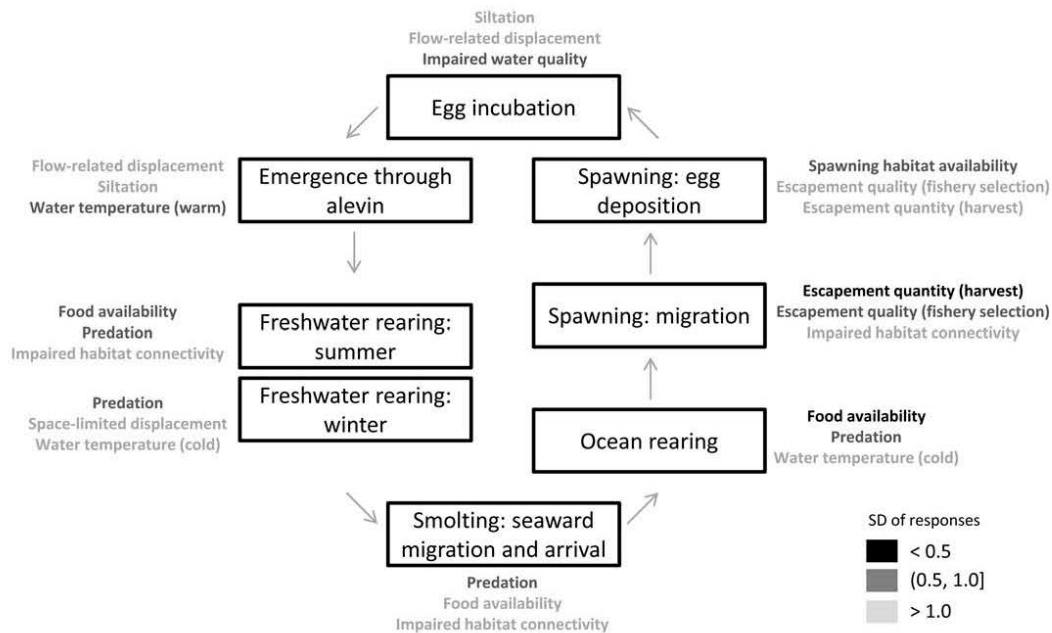 Siltation
Flow-related displacement
Impaired water quality
Egg incubation
Flow-related displacement
Siltation
Water temperature (warm)
Emergence through
alevin
Spawning: egg
deposition
Spawning habitat availability
Escapement quality (fishery selection)
Escapement quantity (harvest)
Food availability
Predation
Impaired habitat connectivity
Freshwater rearing:
summer
Spawning: migration
Escapement quantity (harvest)
Escapement quality (fishery selection)
Impaired habitat connectivity
Predation
Space-limited displacement
Water temperature (cold)
Freshwater rearing:
winter
Ocean rearing
Food availability
Predation
Water temperature (cold)
Smolting: seaward
migration and arrival
Predation
Food availability
Impaired habitat connectivity
SD of responses
< 0.5
(0.5, 1.0]
> 1.0